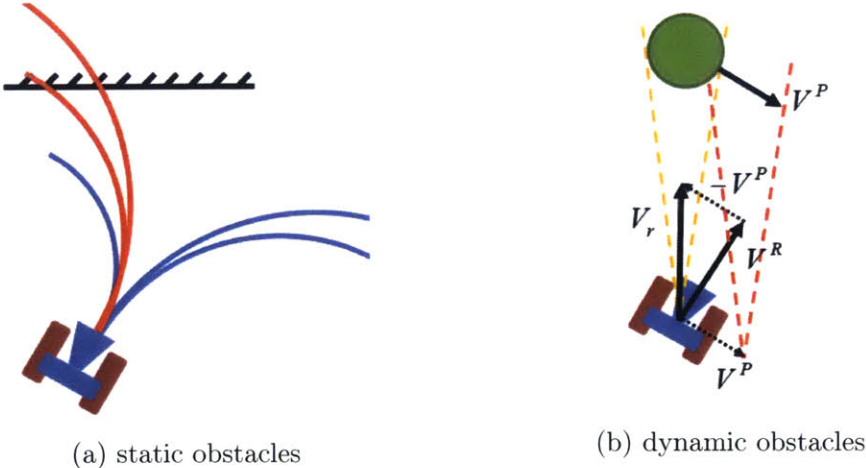 V^P
-V^P
V_r
V^R
V^P
(a) static obstacles
(b) dynamic obstacles